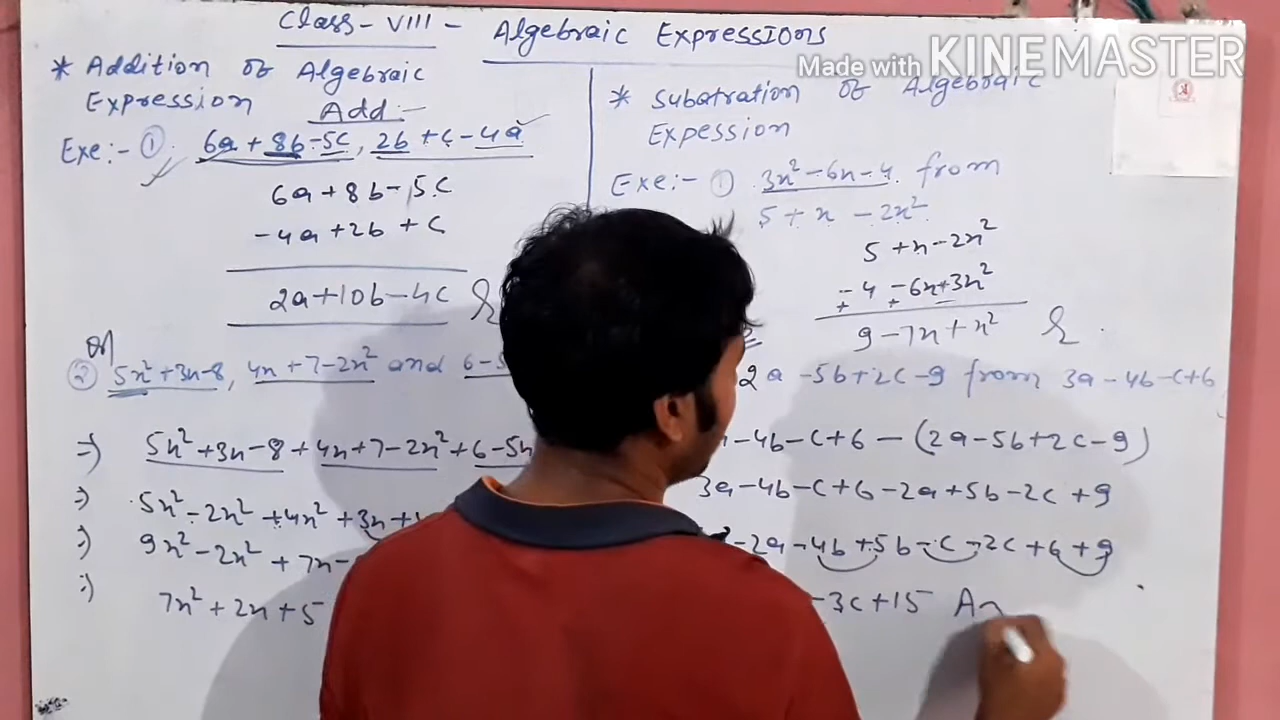 Class - VIII - Algebraic Expressions
Made with KINEMASTER
* Addition of Algebraic
Expression Add :-
Exe:- ① 6a + 8b - 5c, 2b + c - 4a
6a + 8b - 5c
-4a + 2b + c
2a + 10b - 4c
② 5x² + 3x - 8, 4x + 7 - 2x² and 6 - 5
=) 5x² + 3x - 8 + 4x + 7 - 2x² + 6 - 5x
=) 5x² - 2x² + 4x² + 3x +
=) 9x² - 2x² + 7x -
=) 7x² + 2x + 5
* Subatration of Algebraic
Expession
Exe:- ① 3x² - 6x - 4 from
5 + x - 2x²
5 + x - 2x²
- 4 - 6x + 3x²
+ +
9 - 7x + x²
2a - 5b + 2c - 9 from 3a - 4b - c + 6
- 4b - c + 6 - (2a - 5b + 2c - 9)
3a - 4b - c + 6 - 2a + 5b - 2c + 9
- 2a - 4b + 5b - c - 2c + 6 + 9
- 3c + 15 An